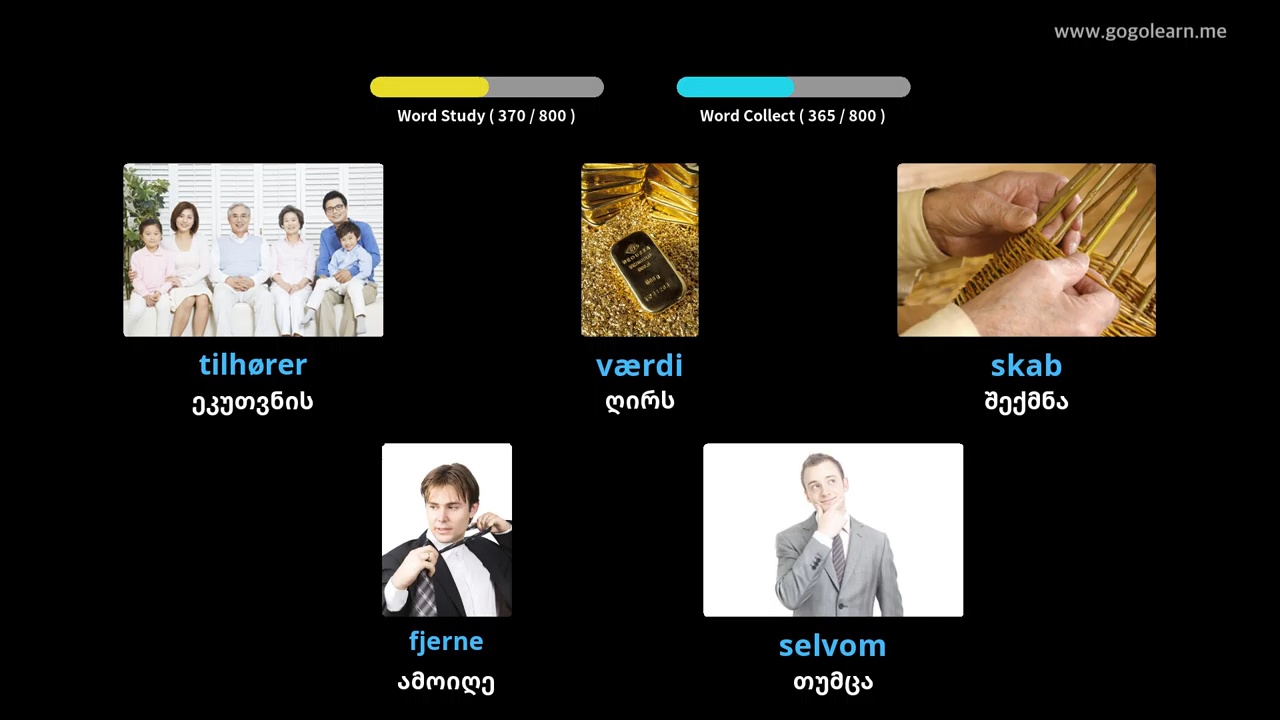 www.gogolearn.me
Word Study ( 370 / 800 )
Word Collect ( 365 / 800 )
tilhører
ეკუთვნის
værdi
ღირს
skab
შექმნა
fjerne
ამოიღე
selvom
თუმცა